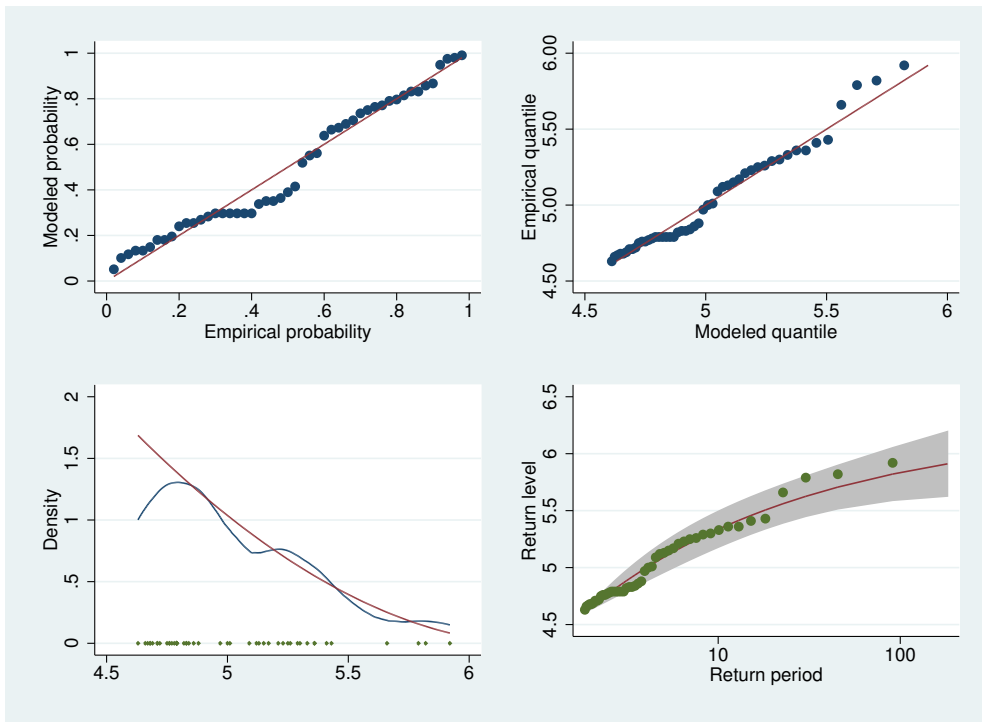 Modeled probability
1
.8
.6
.4
.2
0
0 .2 .4 .6 .8 1
Empirical probability
Empirical quantile
6.00
5.50
5.00
4.50
4.5 5 5.5 6
Modeled quantile
Density
2
1.5
1
.5
0
4.5 5 5.5 6
Return level
6.5
6
5.5
5
4.5
10 100
Return period